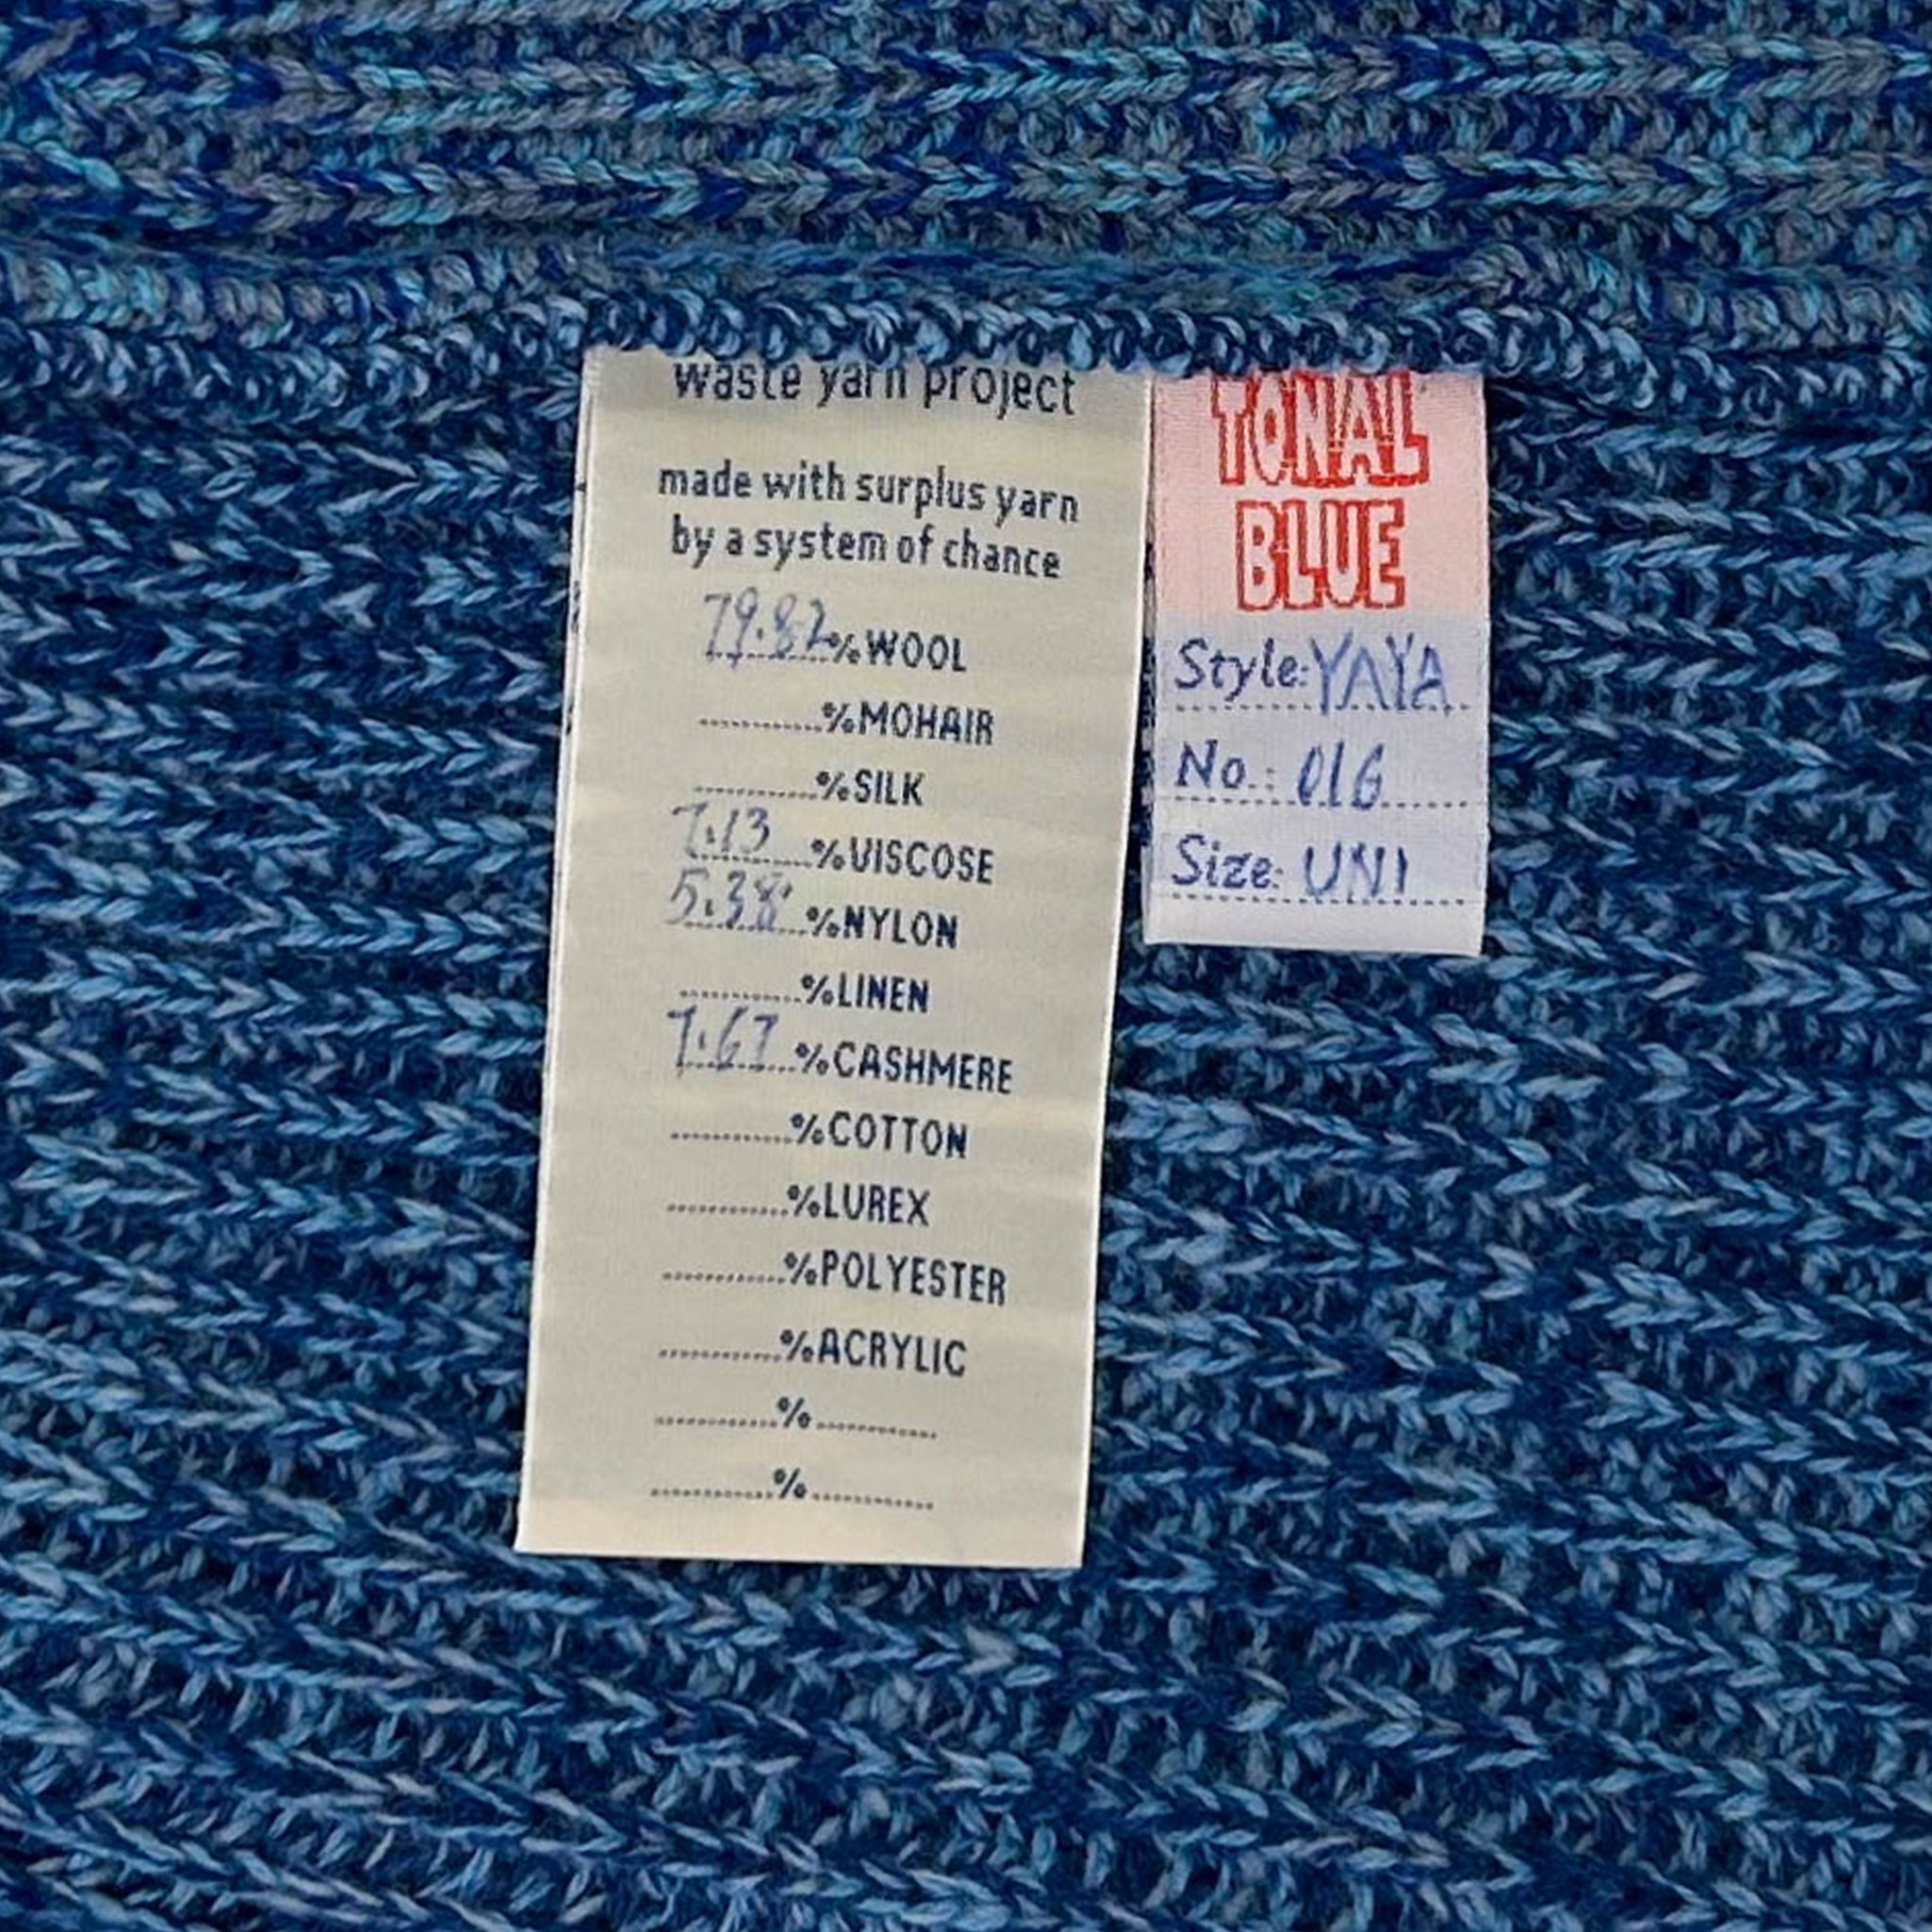 waste yarn project
made with surplus yarn
by a system of chance
79.82%WOOL
............%MOHAIR
............%SILK
7.13............%VISCOSE
5.38............%NYLON
............%LINEN
7.67............%CASHMERE
............%COTTON
............%LUREX
............%POLYESTER
............%ACRYLIC
............%............
............%............
TONAL
BLUE
Style: YAYA
No.: 016
Size: UNI